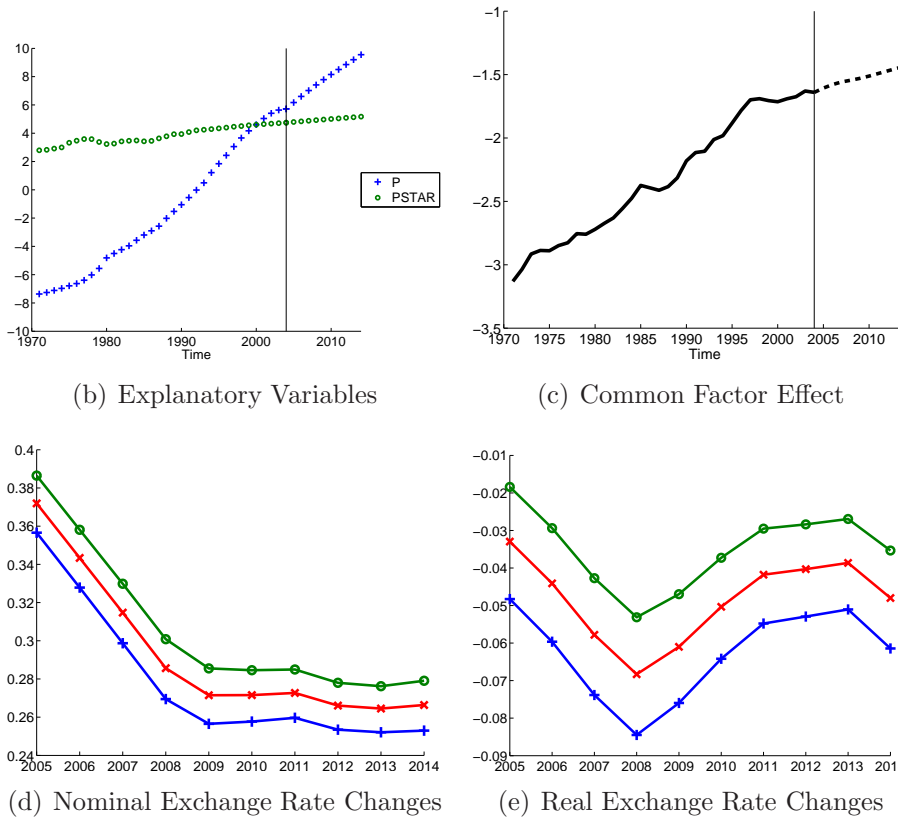 10
8
6
4
2
0
−2
−4
−6
−8
−10
1970 1980 1990 2000 2010
Time
P
PSTAR
(b) Explanatory Variables
−1
−1.5
−2
−2.5
−3
−3.5
1970 1975 1980 1985 1990 1995 2000 2005 2010
Time
(c) Common Factor Effect
0.4
0.38
0.36
0.34
0.32
0.3
0.28
0.26
0.24
2005 2006 2007 2008 2009 2010 2011 2012 2013 2014
(d) Nominal Exchange Rate Changes
−0.01
−0.02
−0.03
−0.04
−0.05
−0.06
−0.07
−0.08
−0.09
2005 2006 2007 2008 2009 2010 2011 2012 2013 201
(e) Real Exchange Rate Changes